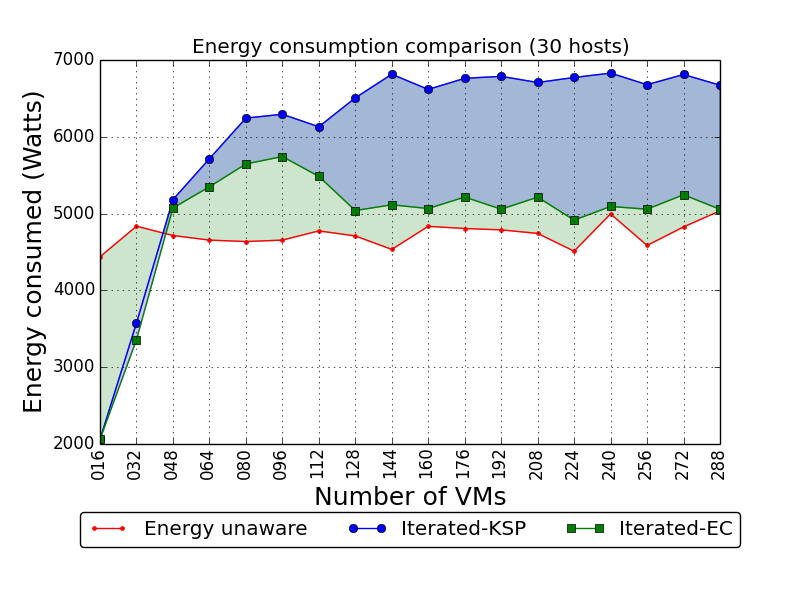 Energy consumption comparison (30 hosts)
7000
6000
5000
4000
3000
2000
Energy consumed (Watts)
016 032 048 064 080 096 112 128 144 160 176 192 208 224 240 256 272 288
Number of VMs
Energy unaware Iterated-KSP Iterated-EC